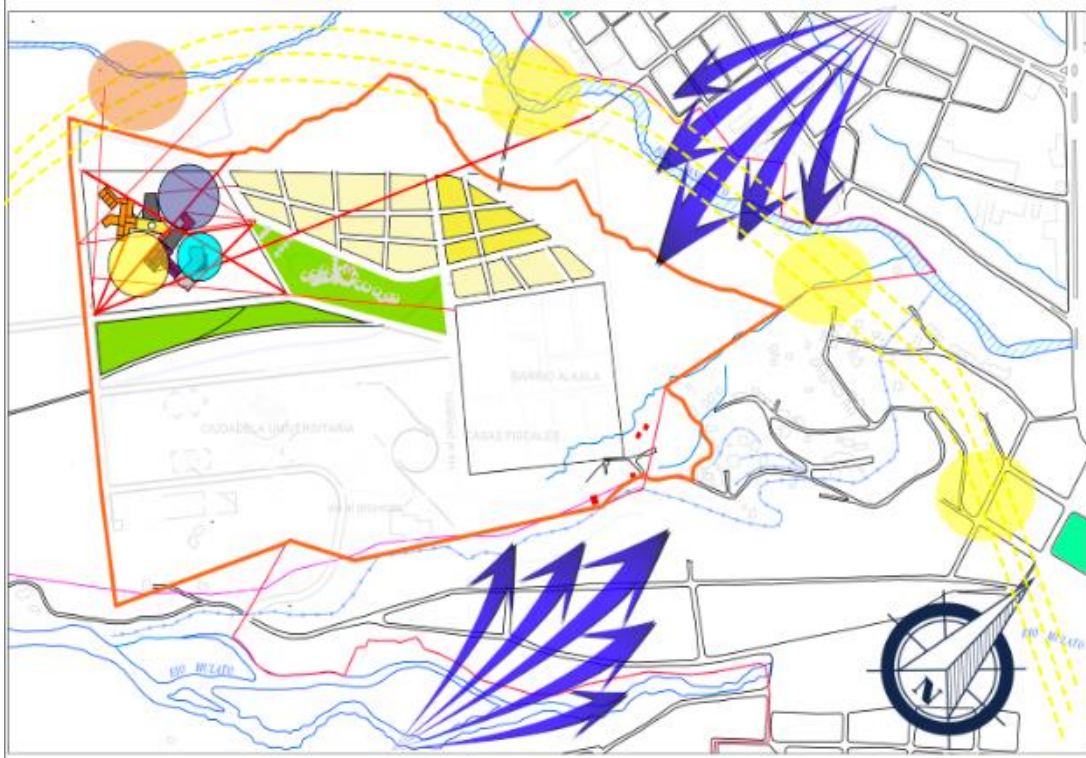 BARRIO ALKALA
CIUDADELA UNIVERSITARIA
CASAS FISCALES
RIO MULATO
RIO MULATO
N